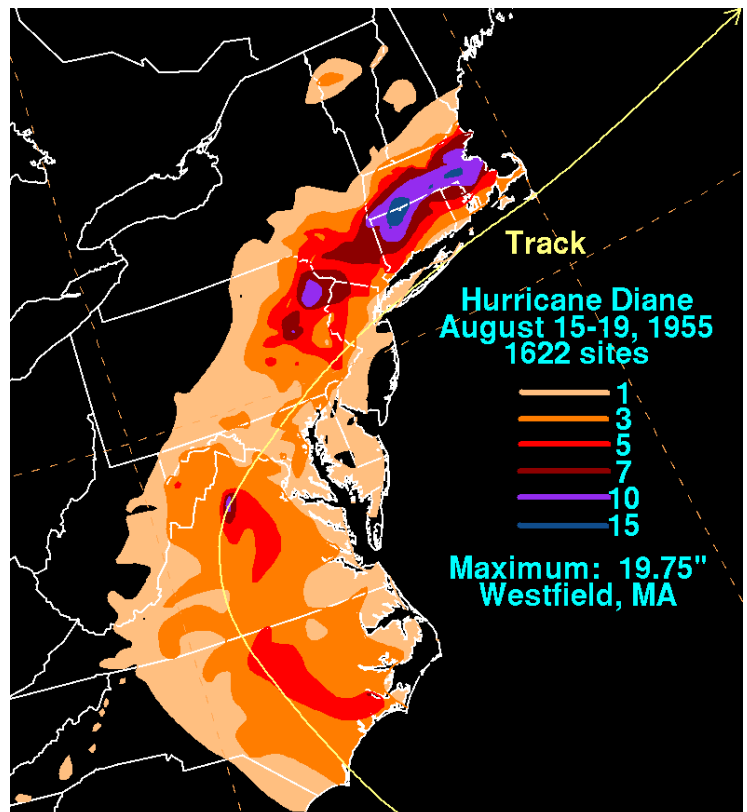 Track
Hurricane Diane
August 15-19, 1955
1622 sites
1
3
5
7
10
15
Maximum: 19.75"
Westfield, MA